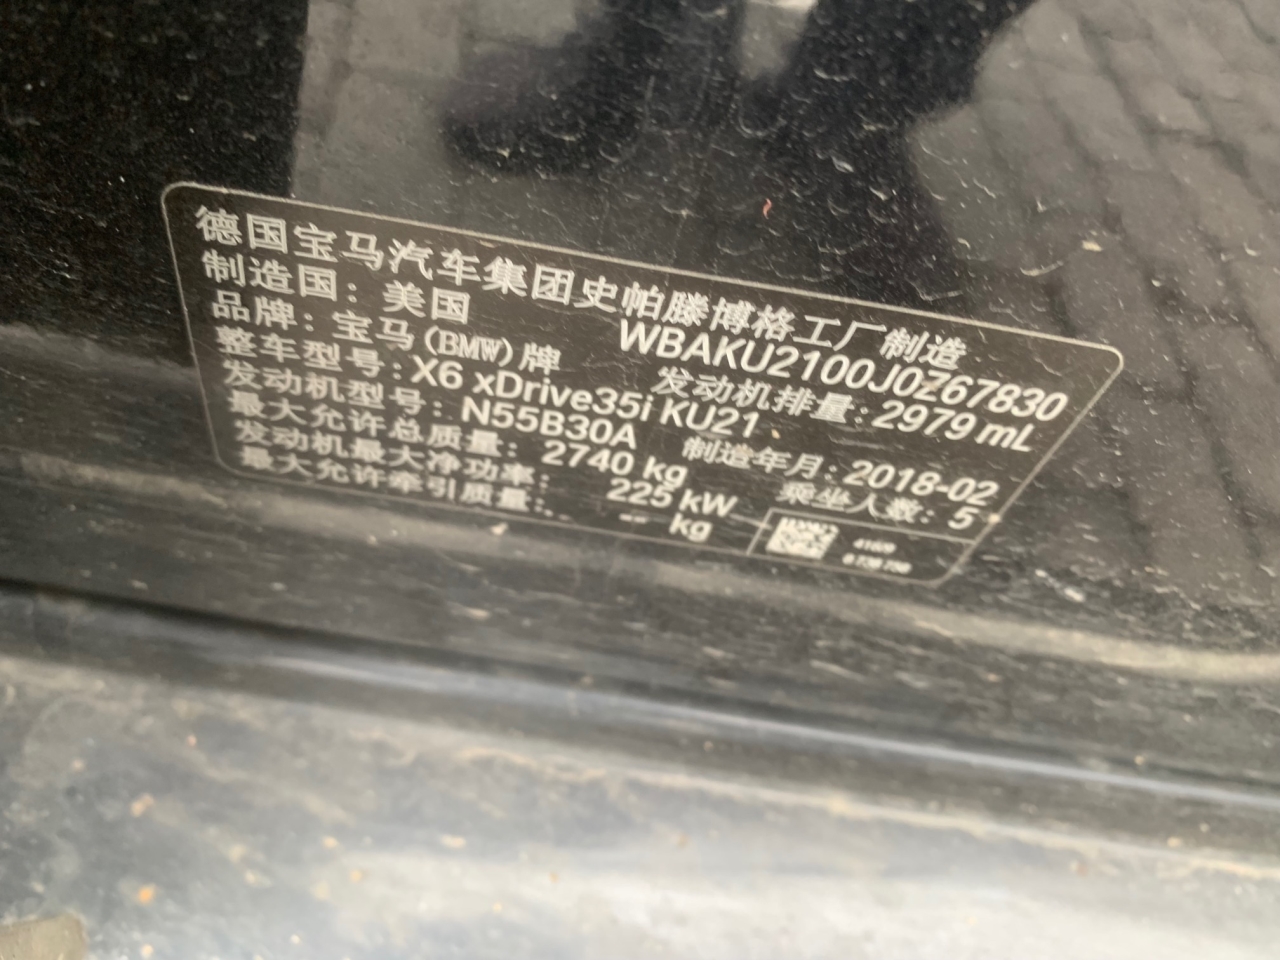 德国宝马汽车集团史帕滕博格工厂制造
制造国：美国 WBAKU2100J0Z67830
品牌：宝马(BMW)牌 发动机排量：2979 mL
整车型号：X6 xDrive35i KU21
发动机型号：N55B30A 制造年月：2018-02
最大允许总质量：2740 kg 乘坐人数：5
发动机最大净功率：225 kW
最大允许牵引质量：-- kg